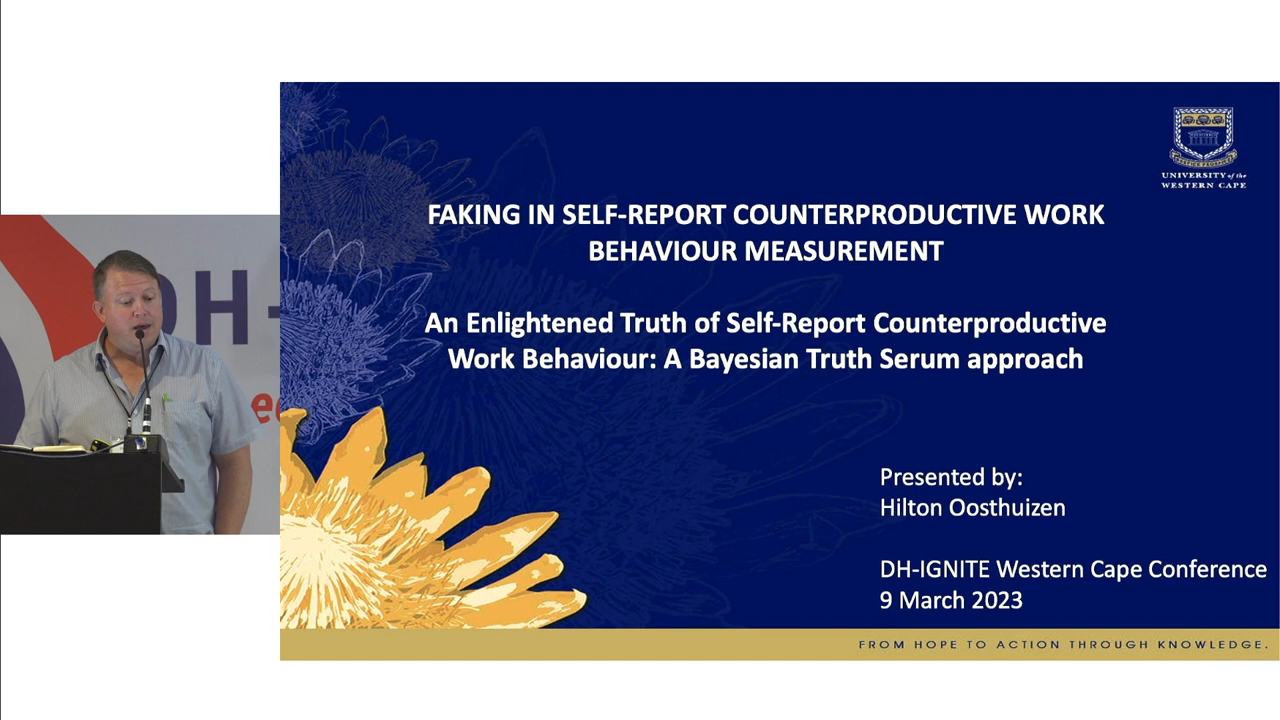 UNIVERSITY of the
WESTERN CAPE
FAKING IN SELF-REPORT COUNTERPRODUCTIVE WORK
BEHAVIOUR MEASUREMENT
An Enlightened Truth of Self-Report Counterproductive
Work Behaviour: A Bayesian Truth Serum approach
DH-
Presented by:
Hilton Oosthuizen
DH-IGNITE Western Cape Conference
9 March 2023
FROM HOPE TO ACTION THROUGH KNOWLEDGE.